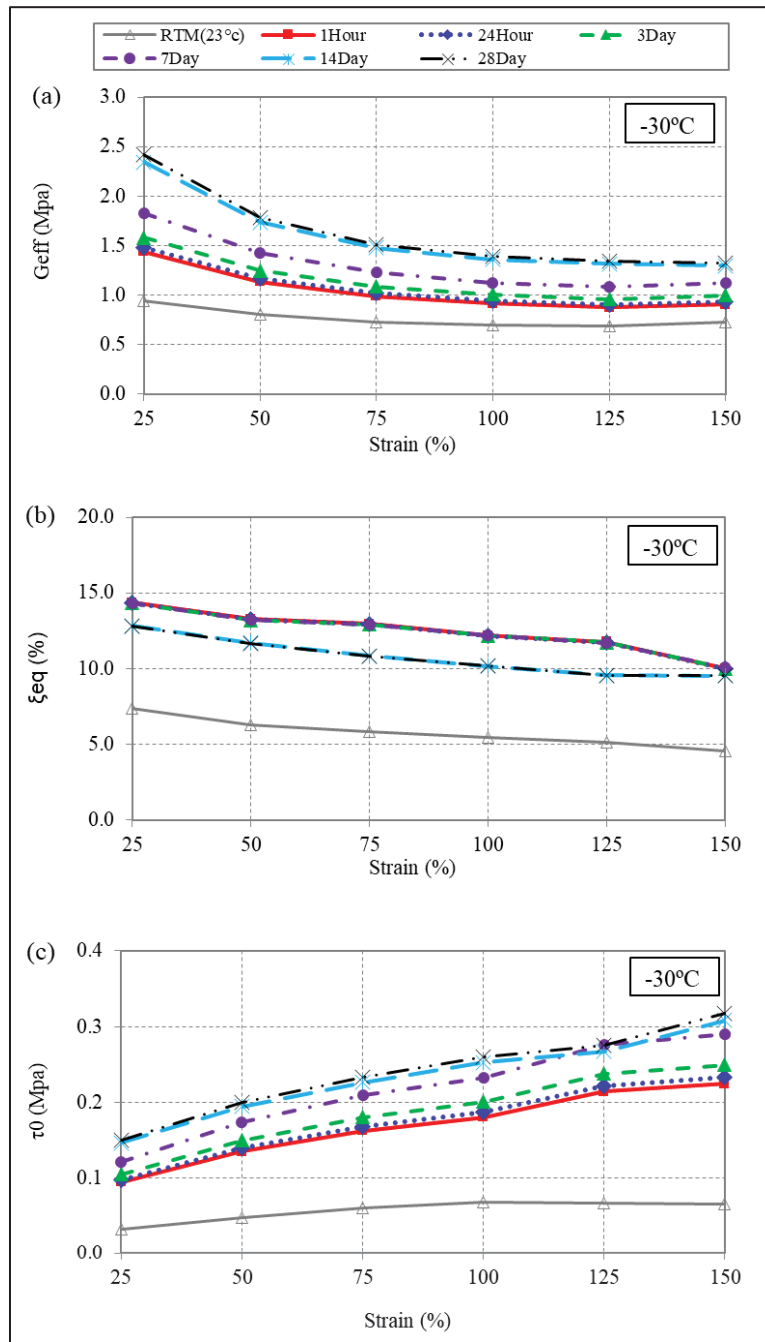 RTM(23°c) 1Hour 24Hour 3Day
7Day 14Day 28Day
(a)
-30ºC
3.0
2.5
2.0
1.5
1.0
0.5
0.0
Geff (Mpa)
25 50 75 100 125 150
Strain (%)
(b)
-30ºC
20.0
15.0
10.0
5.0
0.0
ξeq (%)
25 50 75 100 125 150
Strain (%)
(c)
-30ºC
0.4
0.3
0.2
0.1
0.0
τ0 (Mpa)
25 50 75 100 125 150
Strain (%)